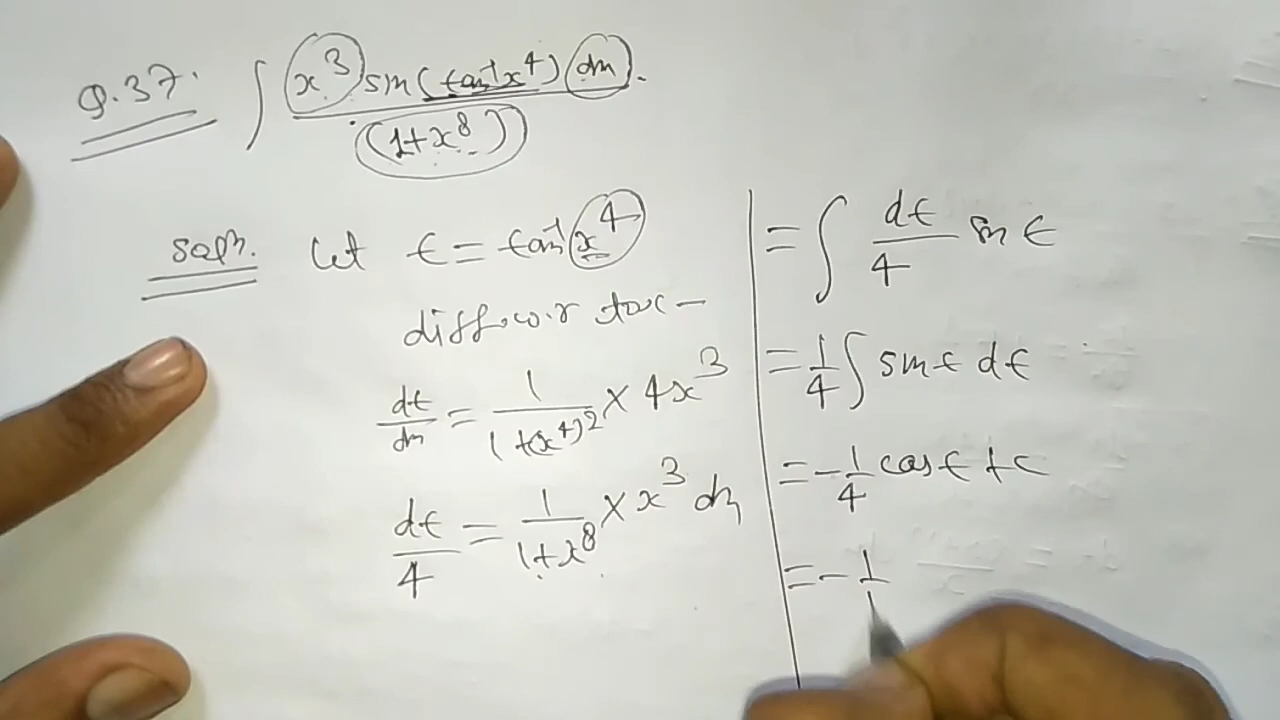 Q.37. ∫ x³ sin(tan⁻¹x⁴) dx.
(1+x⁸)
Soln. Let t = tan⁻¹(x⁴)
diff. w.r to x –
dt/dx = 1/(1+(x⁴)²) × 4x³
dt/4 = 1/(1+x⁸) × x³ dx
= ∫ dt/4 sin t
= 1/4 ∫ sin t dt
= -1/4 cos t + c
= - 1